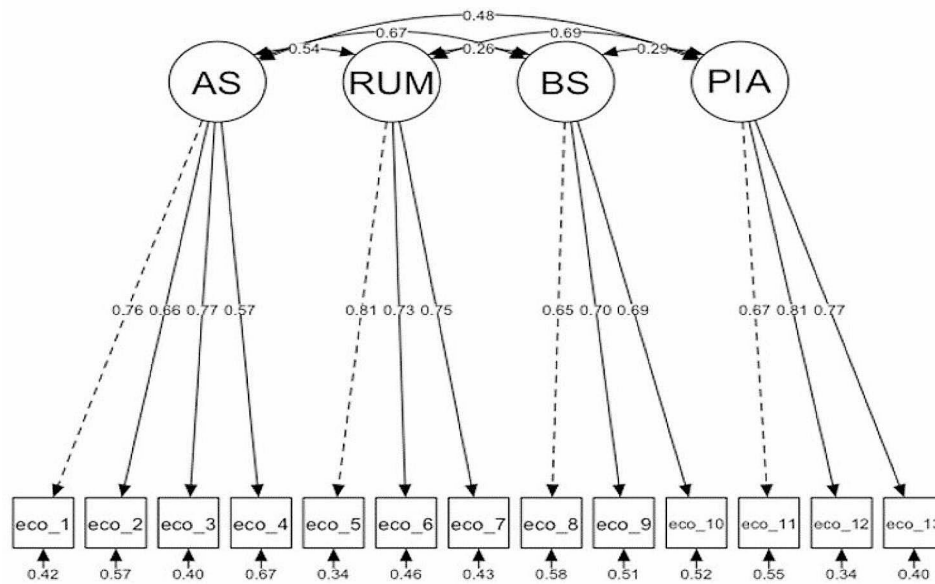 0.48
0.67 0.69
0.54 0.26 0.29
AS RUM BS PIA
0.76 0.66 0.77 0.57 0.81 0.73 0.75 0.65 0.70 0.69 0.67 0.81 0.77
eco_1 eco_2 eco_3 eco_4 eco_5 eco_6 eco_7 eco_8 eco_9 eco_10 eco_11 eco_12 eco_13
0.42 0.57 0.40 0.67 0.34 0.46 0.43 0.58 0.51 0.52 0.55 0.34 0.40